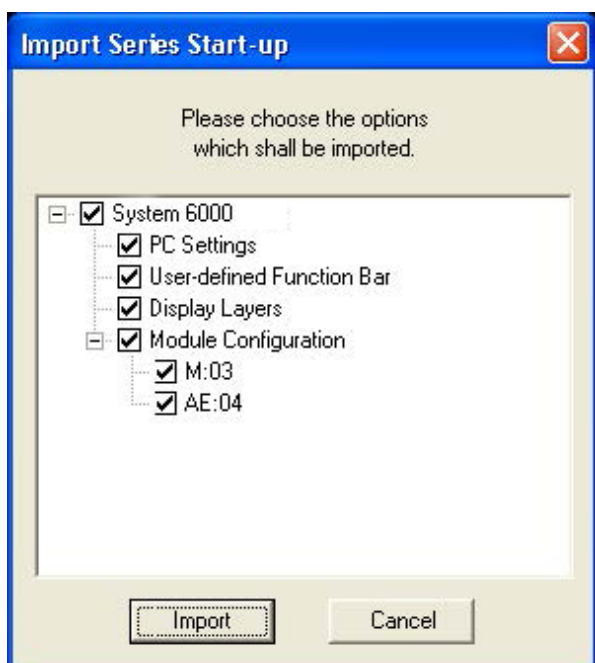 Import Series Start-up
Please choose the options
which shall be imported.
System 6000
PC Settings
User-defined Function Bar
Display Layers
Module Configuration
M:03
AE:04
Import
Cancel